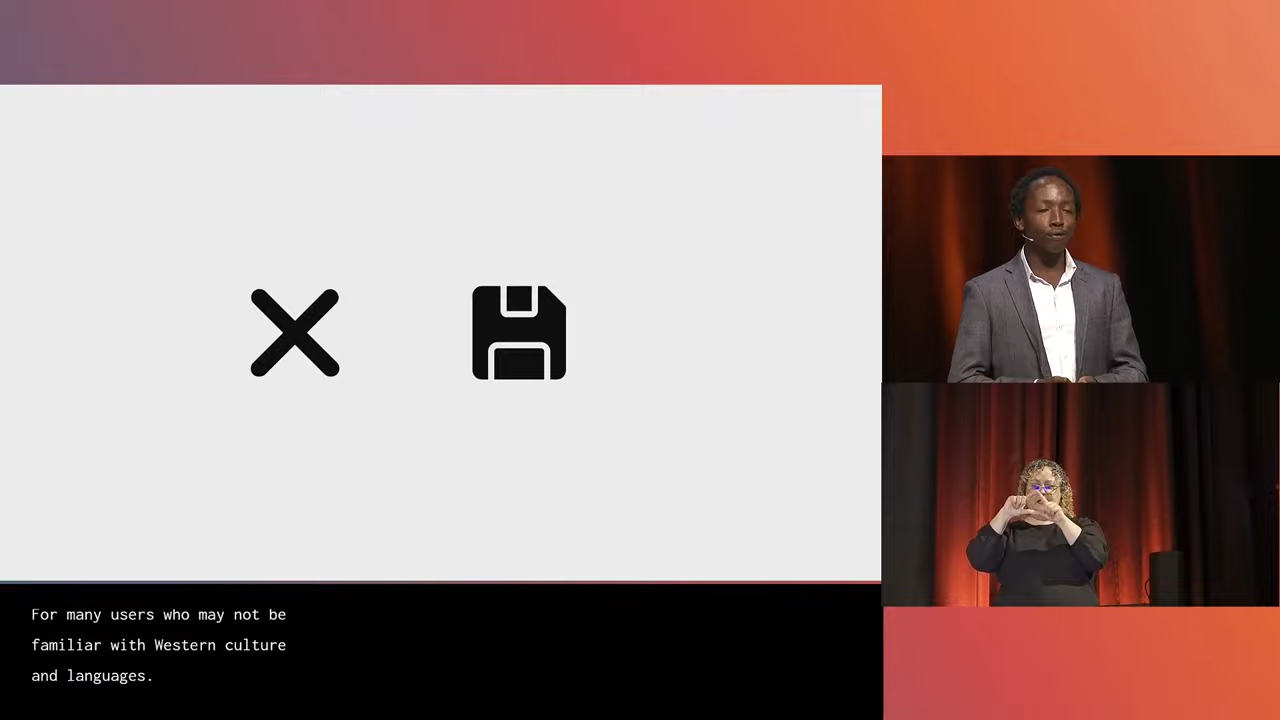 For many users who may not be
familiar with Western culture
and languages.